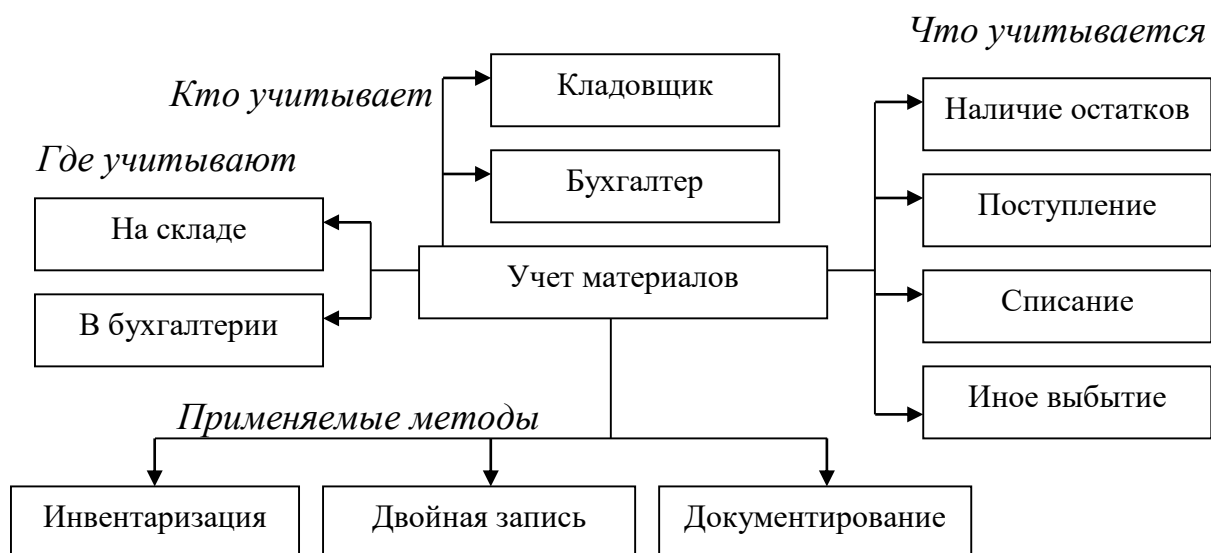 Что учитывается
Кто учитывает
Кладовщик
Наличие остатков
Где учитывают
Бухгалтер
На складе
Поступление
Учет материалов
В бухгалтерии
Списание
Иное выбытие
Применяемые методы
Инвентаризация
Двойная запись
Документирование